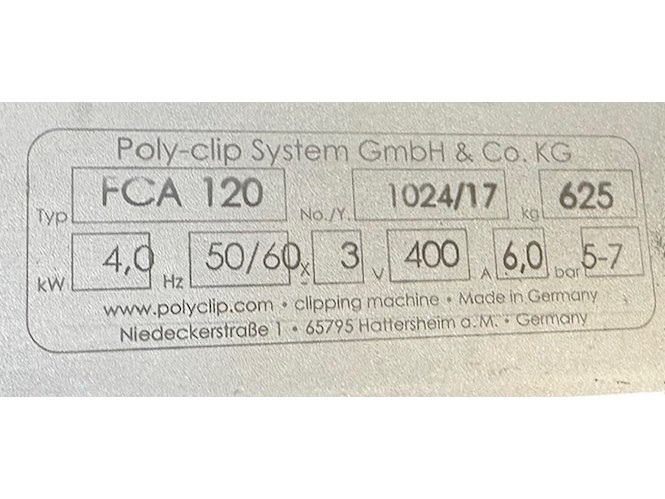 Poly-clip System GmbH & Co. KG
Typ FCA 120 No./Y. 1024/17 kg 625
kW 4,0 Hz 50/60 x 3 V 400 A 6,0 bar 5-7
www.polyclip.com • clipping machine • Made in Germany
Niedeckerstraße 1 • 65795 Hattersheim a.M. • Germany